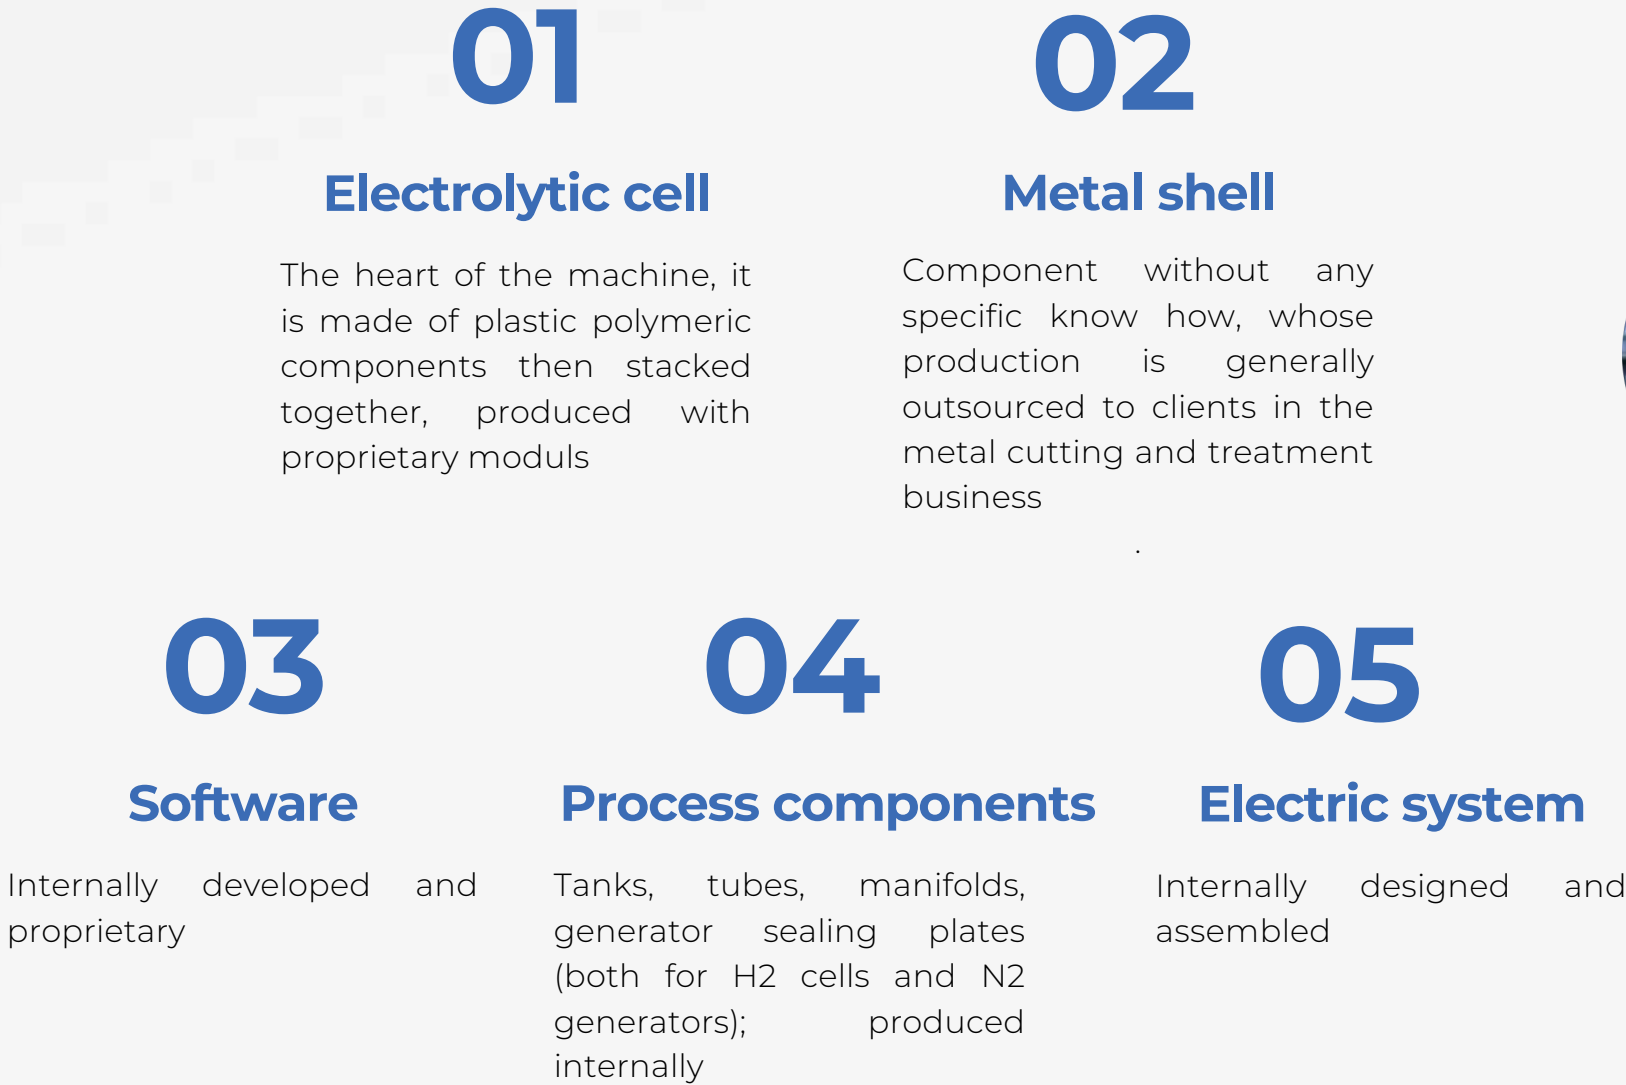 01
Electrolytic cell
The heart of the machine, it
is made of plastic polymeric
components then stacked
together, produced with
proprietary moduls
02
Metal shell
Component without any
specific know how, whose
production is generally
outsourced to clients in the
metal cutting and treatment
business
.
03
Software
Internally developed and
proprietary
04
Process components
Tanks, tubes, manifolds,
generator sealing plates
(both for H2 cells and N2
generators); produced
internally
05
Electric system
Internally designed and
assembled